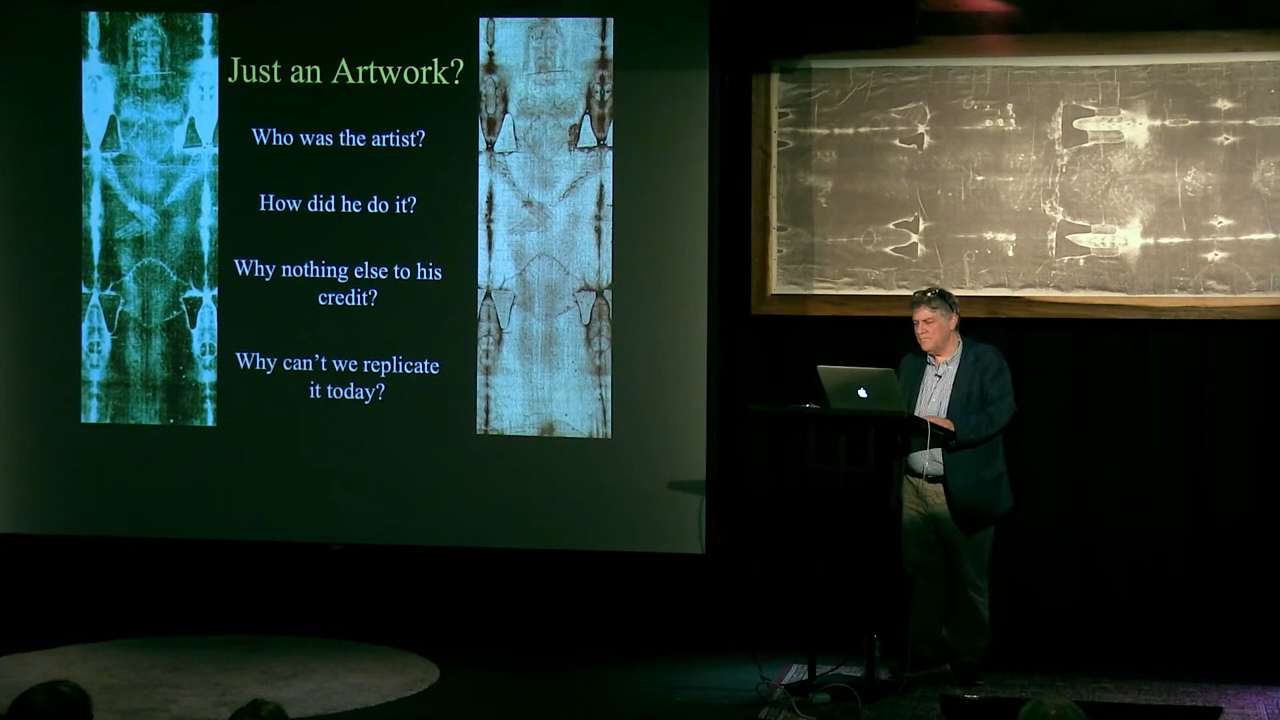 Just an Artwork?
Who was the artist?
How did he do it?
Why nothing else to his
credit?
Why can’t we replicate
it today?